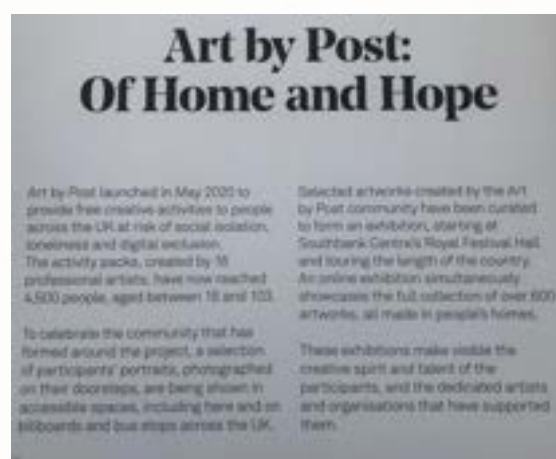 Art by Post:
Of Home and Hope
Art by Post launched in May 2020 to
provide free creative activities to people
across the UK at risk of social isolation,
loneliness and digital exclusion.
The activity packs, created by 18
professional artists, have now reached
4,500 people, aged between 18 and 103.
To celebrate the community that has
formed around the project, a selection
of participants' portraits, photographed
on their doorsteps, are being shown in
accessible spaces, including here and on
billboards and bus stops across the UK.
Selected artworks created by the Art
by Post community have been curated
to form an exhibition, starting at
Southbank Centre's Royal Festival Hall
and touring the length of the country.
An online exhibition simultaneously
showcases the full collection of over 600
artworks, all made in people's homes.
These exhibitions make visible the
creative spirit and talent of the
participants, and the dedicated artists
and organisations that have supported
them.